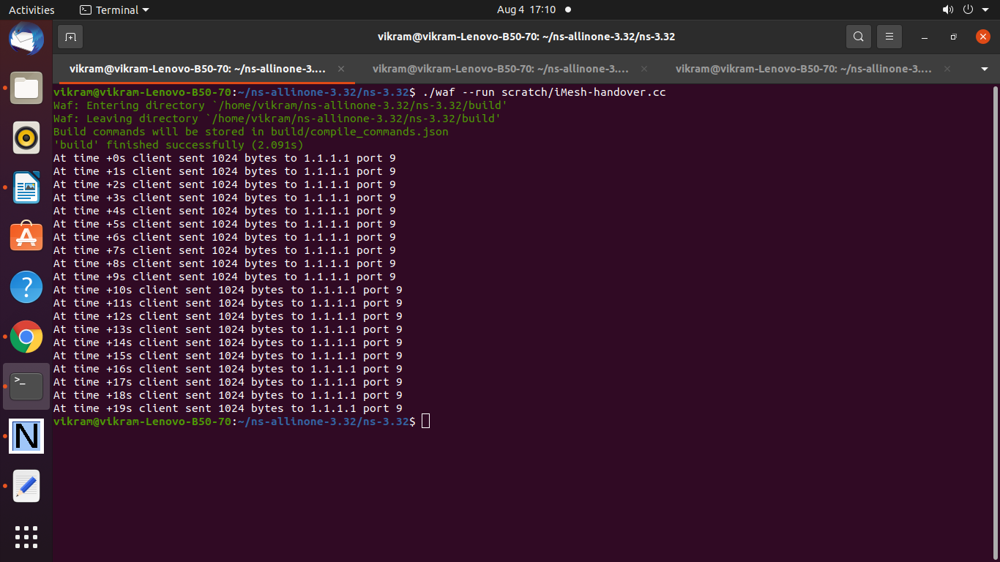 Activities
Terminal
Aug 4 17:10
vikram@vikram-Lenovo-B50-70: ~/ns-allinone-3.32/ns-3.32
vikram@vikram-Lenovo-B50-70: ~/ns-allinone-3....
vikram@vikram-Lenovo-B50-70: ~/ns-allinone-3....
vikram@vikram-Lenovo-B50-70: ~/ns-allinone-3....
vikram@vikram-Lenovo-B50-70:~/ns-allinone-3.32/ns-3.32$ ./waf --run scratch/iMesh-handover.cc
Waf: Entering directory `/home/vikram/ns-allinone-3.32/ns-3.32/build'
Waf: Leaving directory `/home/vikram/ns-allinone-3.32/ns-3.32/build'
Build commands will be stored in build/compile_commands.json
'build' finished successfully (2.091s)
At time +0s client sent 1024 bytes to 1.1.1.1 port 9
At time +1s client sent 1024 bytes to 1.1.1.1 port 9
At time +2s client sent 1024 bytes to 1.1.1.1 port 9
At time +3s client sent 1024 bytes to 1.1.1.1 port 9
At time +4s client sent 1024 bytes to 1.1.1.1 port 9
At time +5s client sent 1024 bytes to 1.1.1.1 port 9
At time +6s client sent 1024 bytes to 1.1.1.1 port 9
At time +7s client sent 1024 bytes to 1.1.1.1 port 9
At time +8s client sent 1024 bytes to 1.1.1.1 port 9
At time +9s client sent 1024 bytes to 1.1.1.1 port 9
At time +10s client sent 1024 bytes to 1.1.1.1 port 9
At time +11s client sent 1024 bytes to 1.1.1.1 port 9
At time +12s client sent 1024 bytes to 1.1.1.1 port 9
At time +13s client sent 1024 bytes to 1.1.1.1 port 9
At time +14s client sent 1024 bytes to 1.1.1.1 port 9
At time +15s client sent 1024 bytes to 1.1.1.1 port 9
At time +16s client sent 1024 bytes to 1.1.1.1 port 9
At time +17s client sent 1024 bytes to 1.1.1.1 port 9
At time +18s client sent 1024 bytes to 1.1.1.1 port 9
At time +19s client sent 1024 bytes to 1.1.1.1 port 9
vikram@vikram-Lenovo-B50-70:~/ns-allinone-3.32/ns-3.32$
?
>_
N